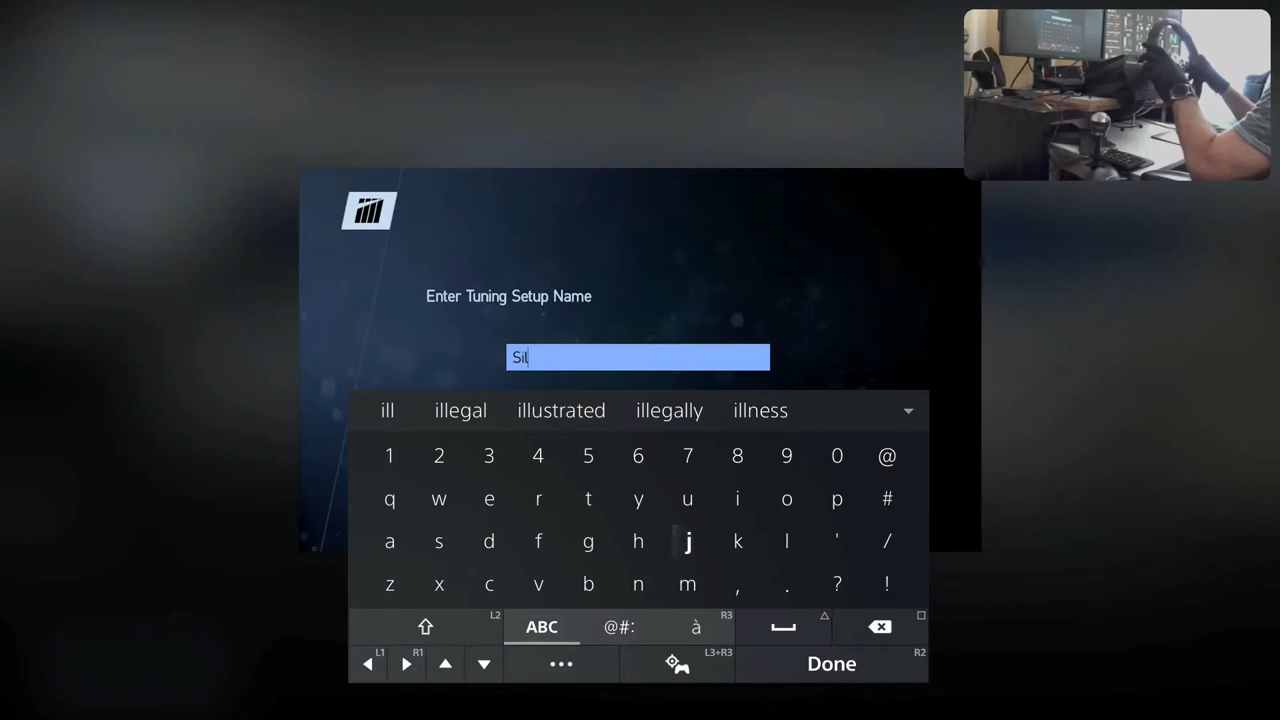 Enter Tuning Setup Name
Sil
ill illegal illustrated illegally illness
1 2 3 4 5 6 7 8 9 0 @
q w e r t y u i o p #
a s d f g h j k l ' /
z x c v b n m , . ? !
L2 ABC @#: à R3 △ □
L1 R1 ••• L3+R3 Done R2